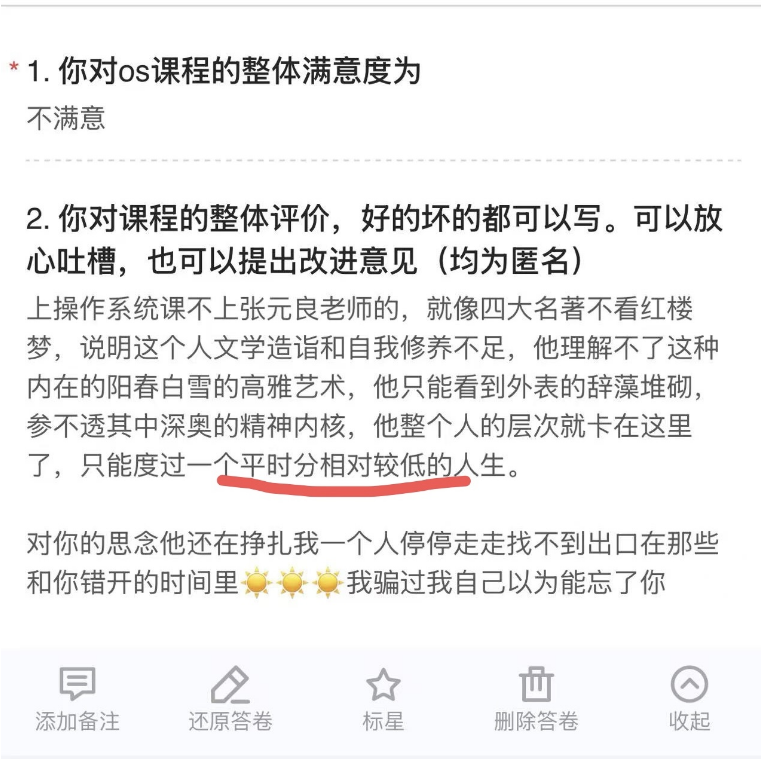 * 1. 你对os课程的整体满意度为
不满意
2. 你对课程的整体评价，好的坏的都可以写。可以放
心吐槽，也可以提出改进意见（均为匿名）
上操作系统课不上张元良老师的，就像四大名著不看红楼
梦，说明这个人文学造诣和自我修养不足，他理解不了这种
内在的阳春白雪的高雅艺术，他只能看到外表的辞藻堆砌，
参不透其中深奥的精神内核，他整个人的层次就卡在这里
了，只能度过一个平时分相对较低的人生。
对你的思念他还在挣扎我一个人停停走走找不到出口在那些
和你错开的时间里☀️☀️☀️我骗过我自己以为能忘了你
添加备注 还原答卷 标星 删除答卷 收起